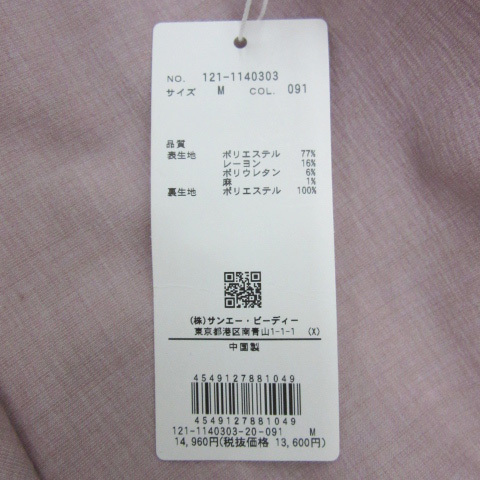 NO. 121-1140303
サイズ M COL. 091
品質
表生地 ポリエステル 77%
レーヨン 16%
ポリウレタン 6%
麻 1%
裏生地 ポリエステル 100%
(株)サンエー・ビーディー
東京都港区南青山1-1-1 (X)
中国製
4549127881049
4549127881049
121-1140303-20-091 M
14,960円(税抜価格 13,600円)